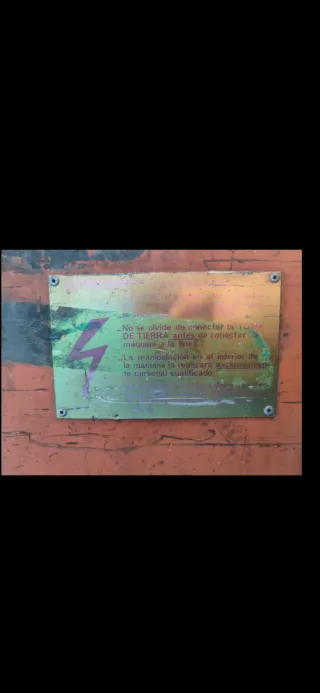 No se olvide de conectar la TOMA
DE TIERRA antes de conectar
máquina a la
La manipulación en el interior de
la máquina la realizará exclusivamente
personal cualificado